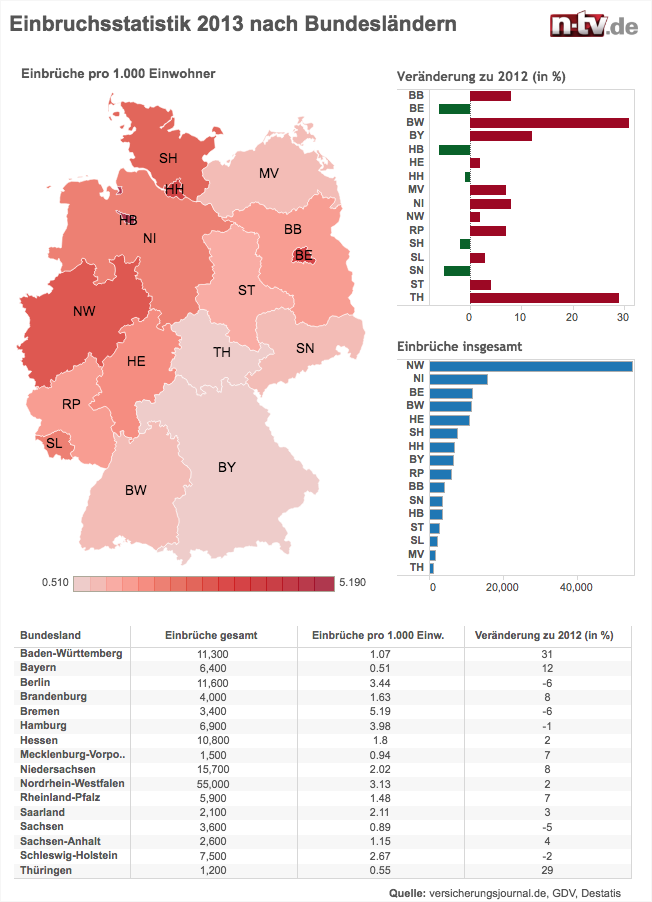 Einbruchsstatistik 2013 nach Bundesländern
n-tv.de
Einbrüche pro 1.000 Einwohner
SH
MV
HH
HB
NI
BB
BE
ST
NW
TH
SN
HE
RP
SL
BY
BW
0.510 5.190
Veränderung zu 2012 (in %)
BB
BE
BW
BY
HB
HE
HH
MV
NI
NW
RP
SH
SL
SN
ST
TH
0 10 20 30
Einbrüche insgesamt
NW
NI
BE
BW
HE
SH
HH
BY
RP
BB
SN
HB
ST
SL
MV
TH
0 20,000 40,000
Bundesland Einbrüche gesamt Einbrüche pro 1.000 Einw. Veränderung zu 2012 (in %)
Baden-Württemberg 11,300 1.07 31
Bayern 6,400 0.51 12
Berlin 11,600 3.44 -6
Brandenburg 4,000 1.63 8
Bremen 3,400 5.19 -6
Hamburg 6,900 3.98 -1
Hessen 10,800 1.8 2
Mecklenburg-Vorpo.. 1,500 0.94 7
Niedersachsen 15,700 2.02 8
Nordrhein-Westfalen 55,000 3.13 2
Rheinland-Pfalz 5,900 1.48 7
Saarland 2,100 2.11 3
Sachsen 3,600 0.89 -5
Sachsen-Anhalt 2,600 1.15 4
Schleswig-Holstein 7,500 2.67 -2
Thüringen 1,200 0.55 29
Quelle: versicherungsjournal.de, GDV, Destatis